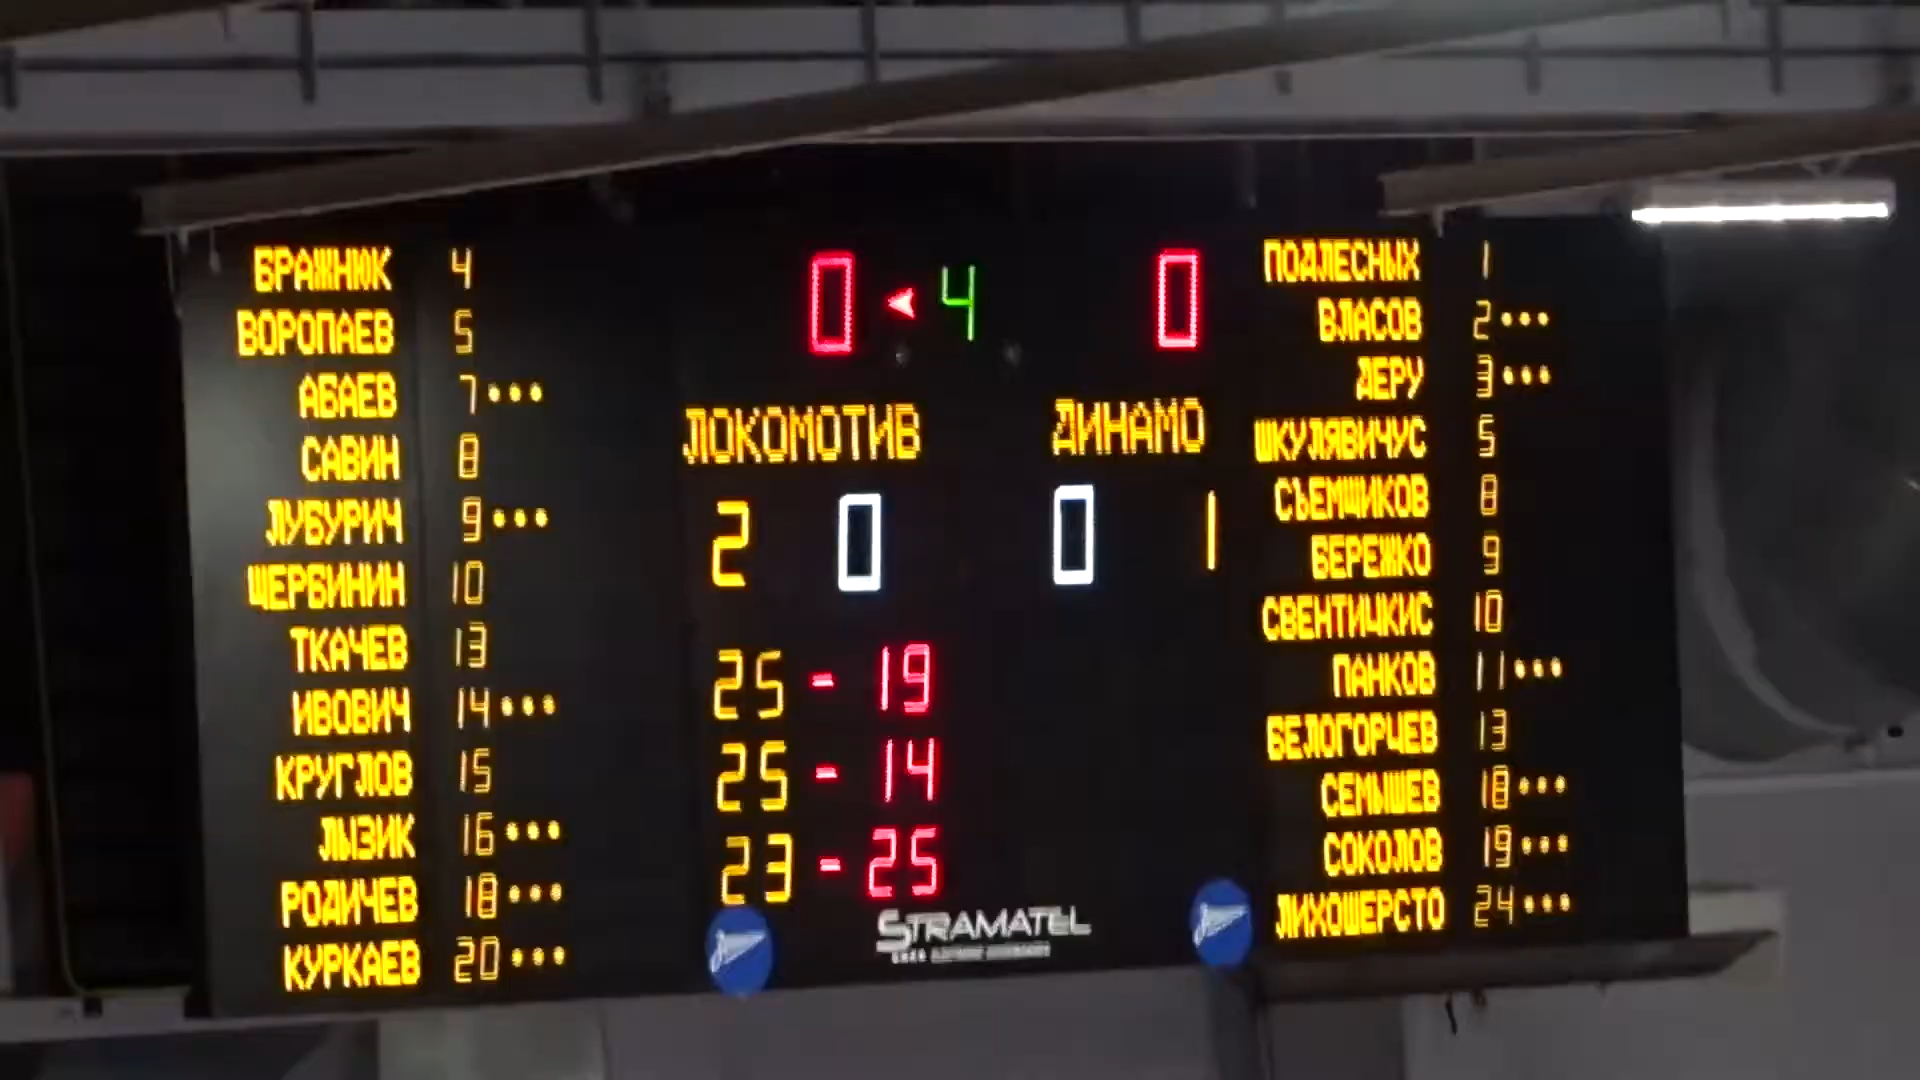 БРАЖНЮК 4
ВОРОПАЕВ 5
АБАЕВ 7•••
САВИН 8
ЛУБУРИЧ 9•••
ЩЕРБИНИН 10
ТКАЧЕВ 13
ИВОВИЧ 14•••
КРУГЛОВ 15
ЛЫЗИК 16•••
РОДИЧЕВ 18•••
КУРКАЕВ 20•••
0 ◄ 4 0
ЛОКОМОТИВ ДИНАМО
2 0 0 1
25 - 19
25 - 14
23 - 25
STRAMATEL
ПОДЛЕСНЫХ 1
ВЛАСОВ 2•••
ДЕРУ 3•••
ШКУЛЯВИЧУС 5
СЪЕМЩИКОВ 8
БЕРЕЖКО 9
СВЕНТИЦКИС 10
ПАНКОВ 11•••
БЕЛОГОРЦЕВ 13
СЕМЫШЕВ 18•••
СОКОЛОВ 19•••
ЛИХОШЕРСТО 24•••